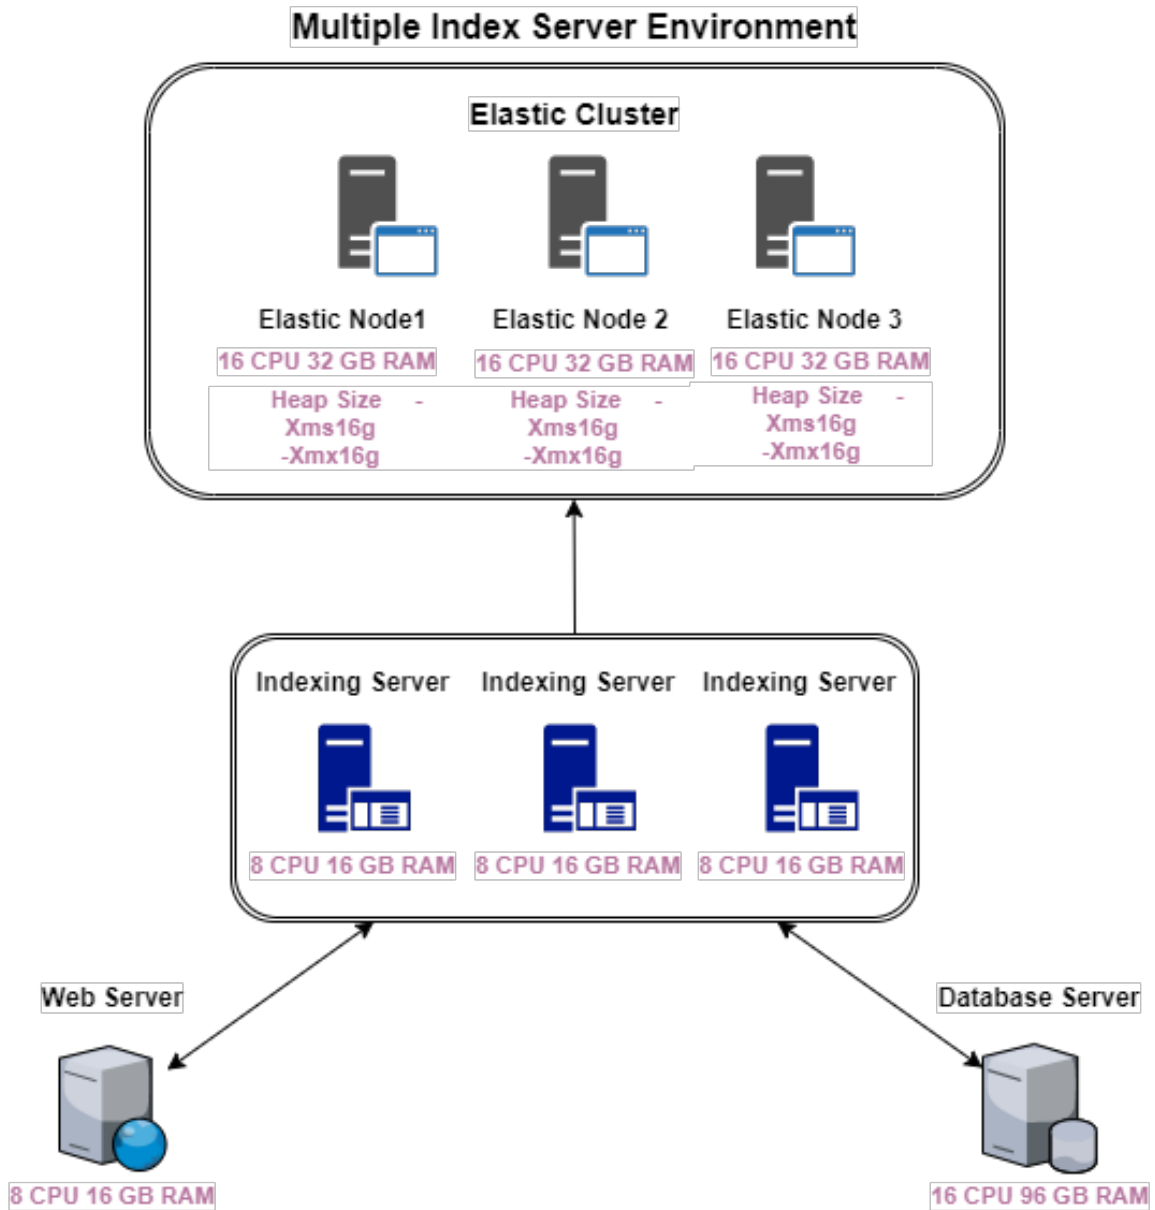 Multiple Index Server Environment
Elastic Cluster
Elastic Node1
16 CPU 32 GB RAM
Heap Size -
Xms16g
-Xmx16g
Elastic Node 2
16 CPU 32 GB RAM
Heap Size -
Xms16g
-Xmx16g
Elastic Node 3
16 CPU 32 GB RAM
Heap Size -
Xms16g
-Xmx16g
Indexing Server
8 CPU 16 GB RAM
Indexing Server
8 CPU 16 GB RAM
Indexing Server
8 CPU 16 GB RAM
Web Server
8 CPU 16 GB RAM
Database Server
16 CPU 96 GB RAM